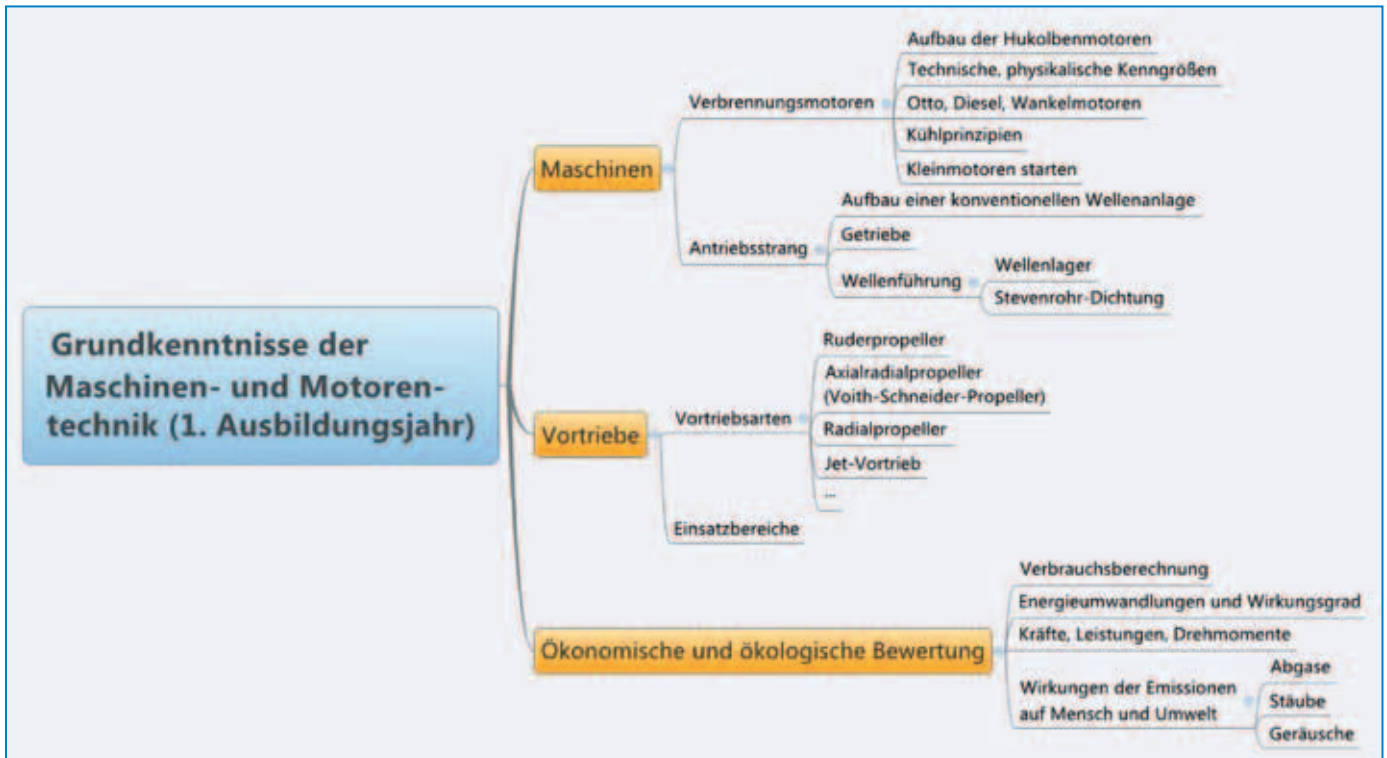 Grundkenntnisse der
Maschinen- und Motoren-
technik (1. Ausbildungsjahr)
Maschinen
Verbrennungsmotoren
Aufbau der Hukolbenmotoren
Technische, physikalische Kenngrößen
Otto, Diesel, Wankelmotoren
Kühlprinzipien
Kleinmotoren starten
Antriebsstrang
Aufbau einer konventionellen Wellenanlage
Getriebe
Wellenführung
Wellenlager
Stevenrohr-Dichtung
Vortriebe
Vortriebsarten
Ruderpropeller
Axialradialpropeller
(Voith-Schneider-Propeller)
Radialpropeller
Jet-Vortrieb
...
Einsatzbereiche
Ökonomische und ökologische Bewertung
Verbrauchsberechnung
Energieumwandlungen und Wirkungsgrad
Kräfte, Leistungen, Drehmomente
Wirkungen der Emissionen
auf Mensch und Umwelt
Abgase
Stäube
Geräusche